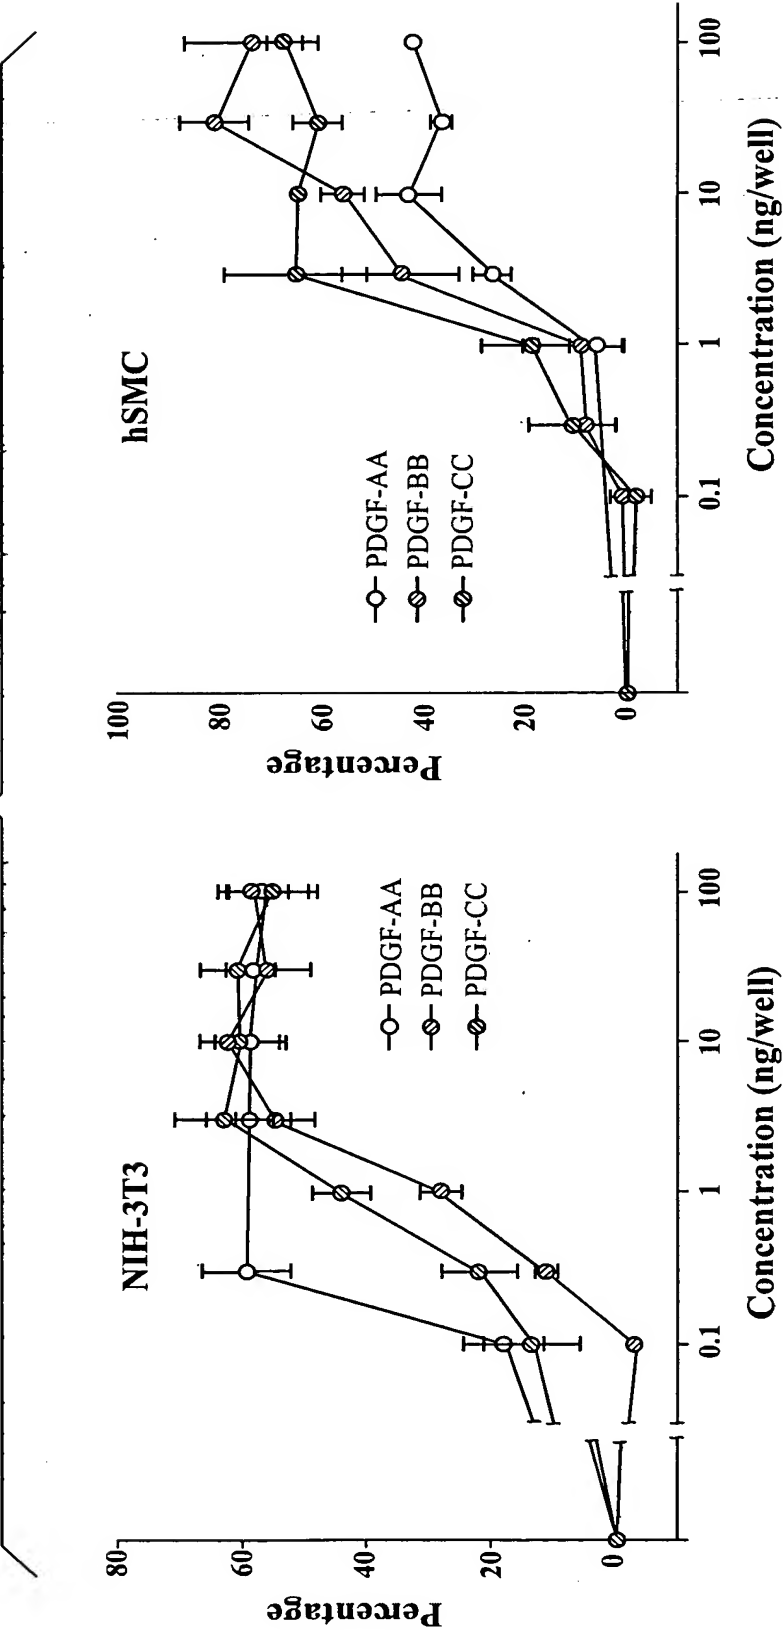 NIH-3T3
Percentage
80
60
40
20
0
PDGF-AA
PDGF-BB
PDGF-CC
0.1
1
10
100
Concentration (ng/well)
hSMC
Percentage
100
80
60
40
20
0
PDGF-AA
PDGF-BB
PDGF-CC
0.1
1
10
100
Concentration (ng/well)